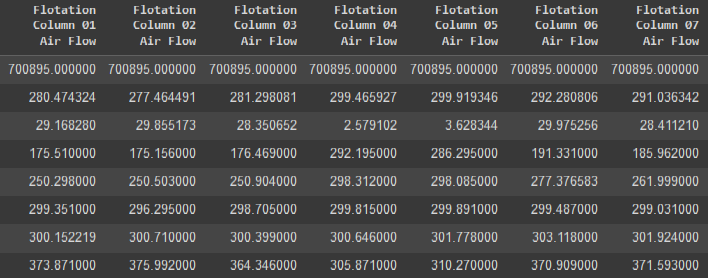 Flotation Flotation Flotation Flotation Flotation Flotation Flotation
Column 01 Column 02 Column 03 Column 04 Column 05 Column 06 Column 07
Air Flow Air Flow Air Flow Air Flow Air Flow Air Flow Air Flow
700895.000000 700895.000000 700895.000000 700895.000000 700895.000000 700895.000000 700895.000000
280.474324 277.464491 281.298081 299.465927 299.919346 292.280806 291.036342
29.168280 29.855173 28.350652 2.579102 3.628344 29.975256 28.411210
175.510000 175.156000 176.469000 292.195000 286.295000 191.331000 185.962000
250.298000 250.503000 250.904000 298.312000 298.085000 277.376583 261.999000
299.351000 296.295000 298.705000 299.815000 299.891000 299.487000 299.031000
300.152219 300.710000 300.399000 300.646000 301.778000 303.118000 301.924000
373.871000 375.992000 364.346000 305.871000 310.270000 370.909000 371.593000